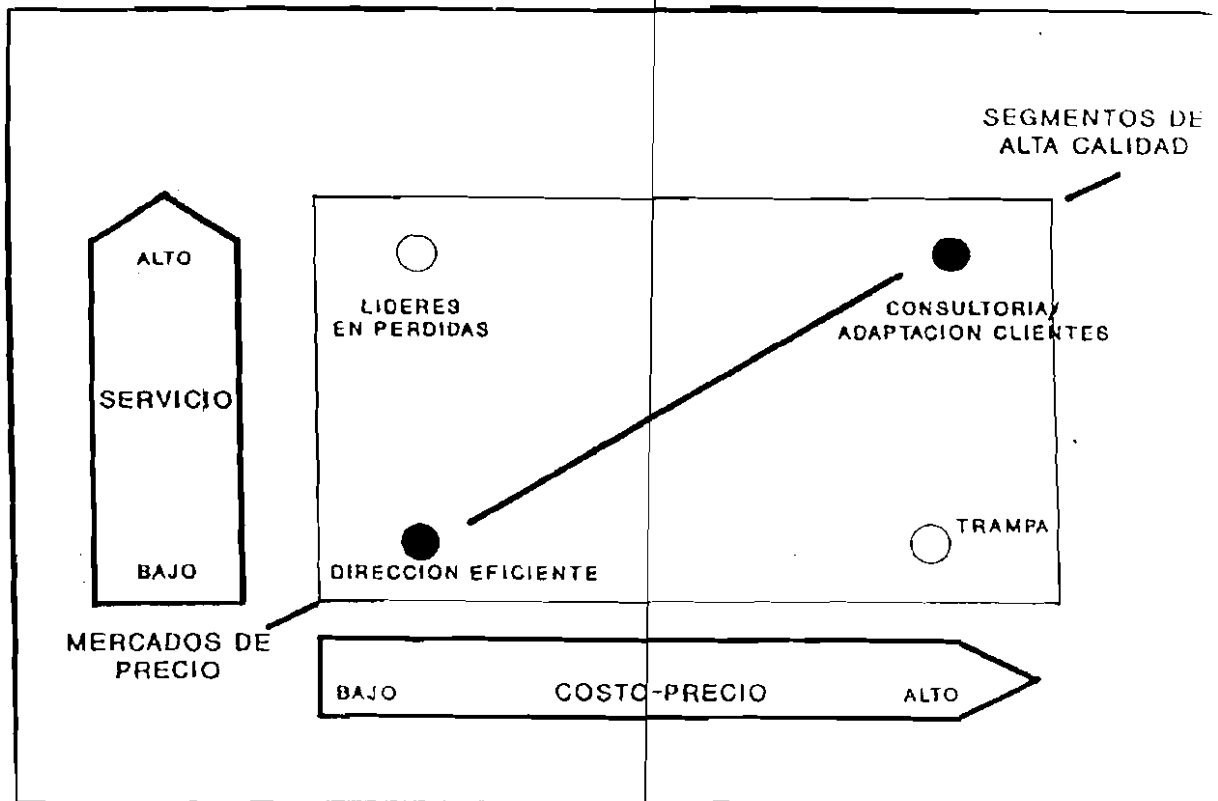 SEGMENTOS DE
ALTA CALIDAD
ALTO
SERVICIO
BAJO
LIDERES
EN PERDIDAS
CONSULTORIA/
ADAPTACION CLIENTES
DIRECCION EFICIENTE
TRAMPA
MERCADOS DE
PRECIO
BAJO
COSTO-PRECIO
ALTO